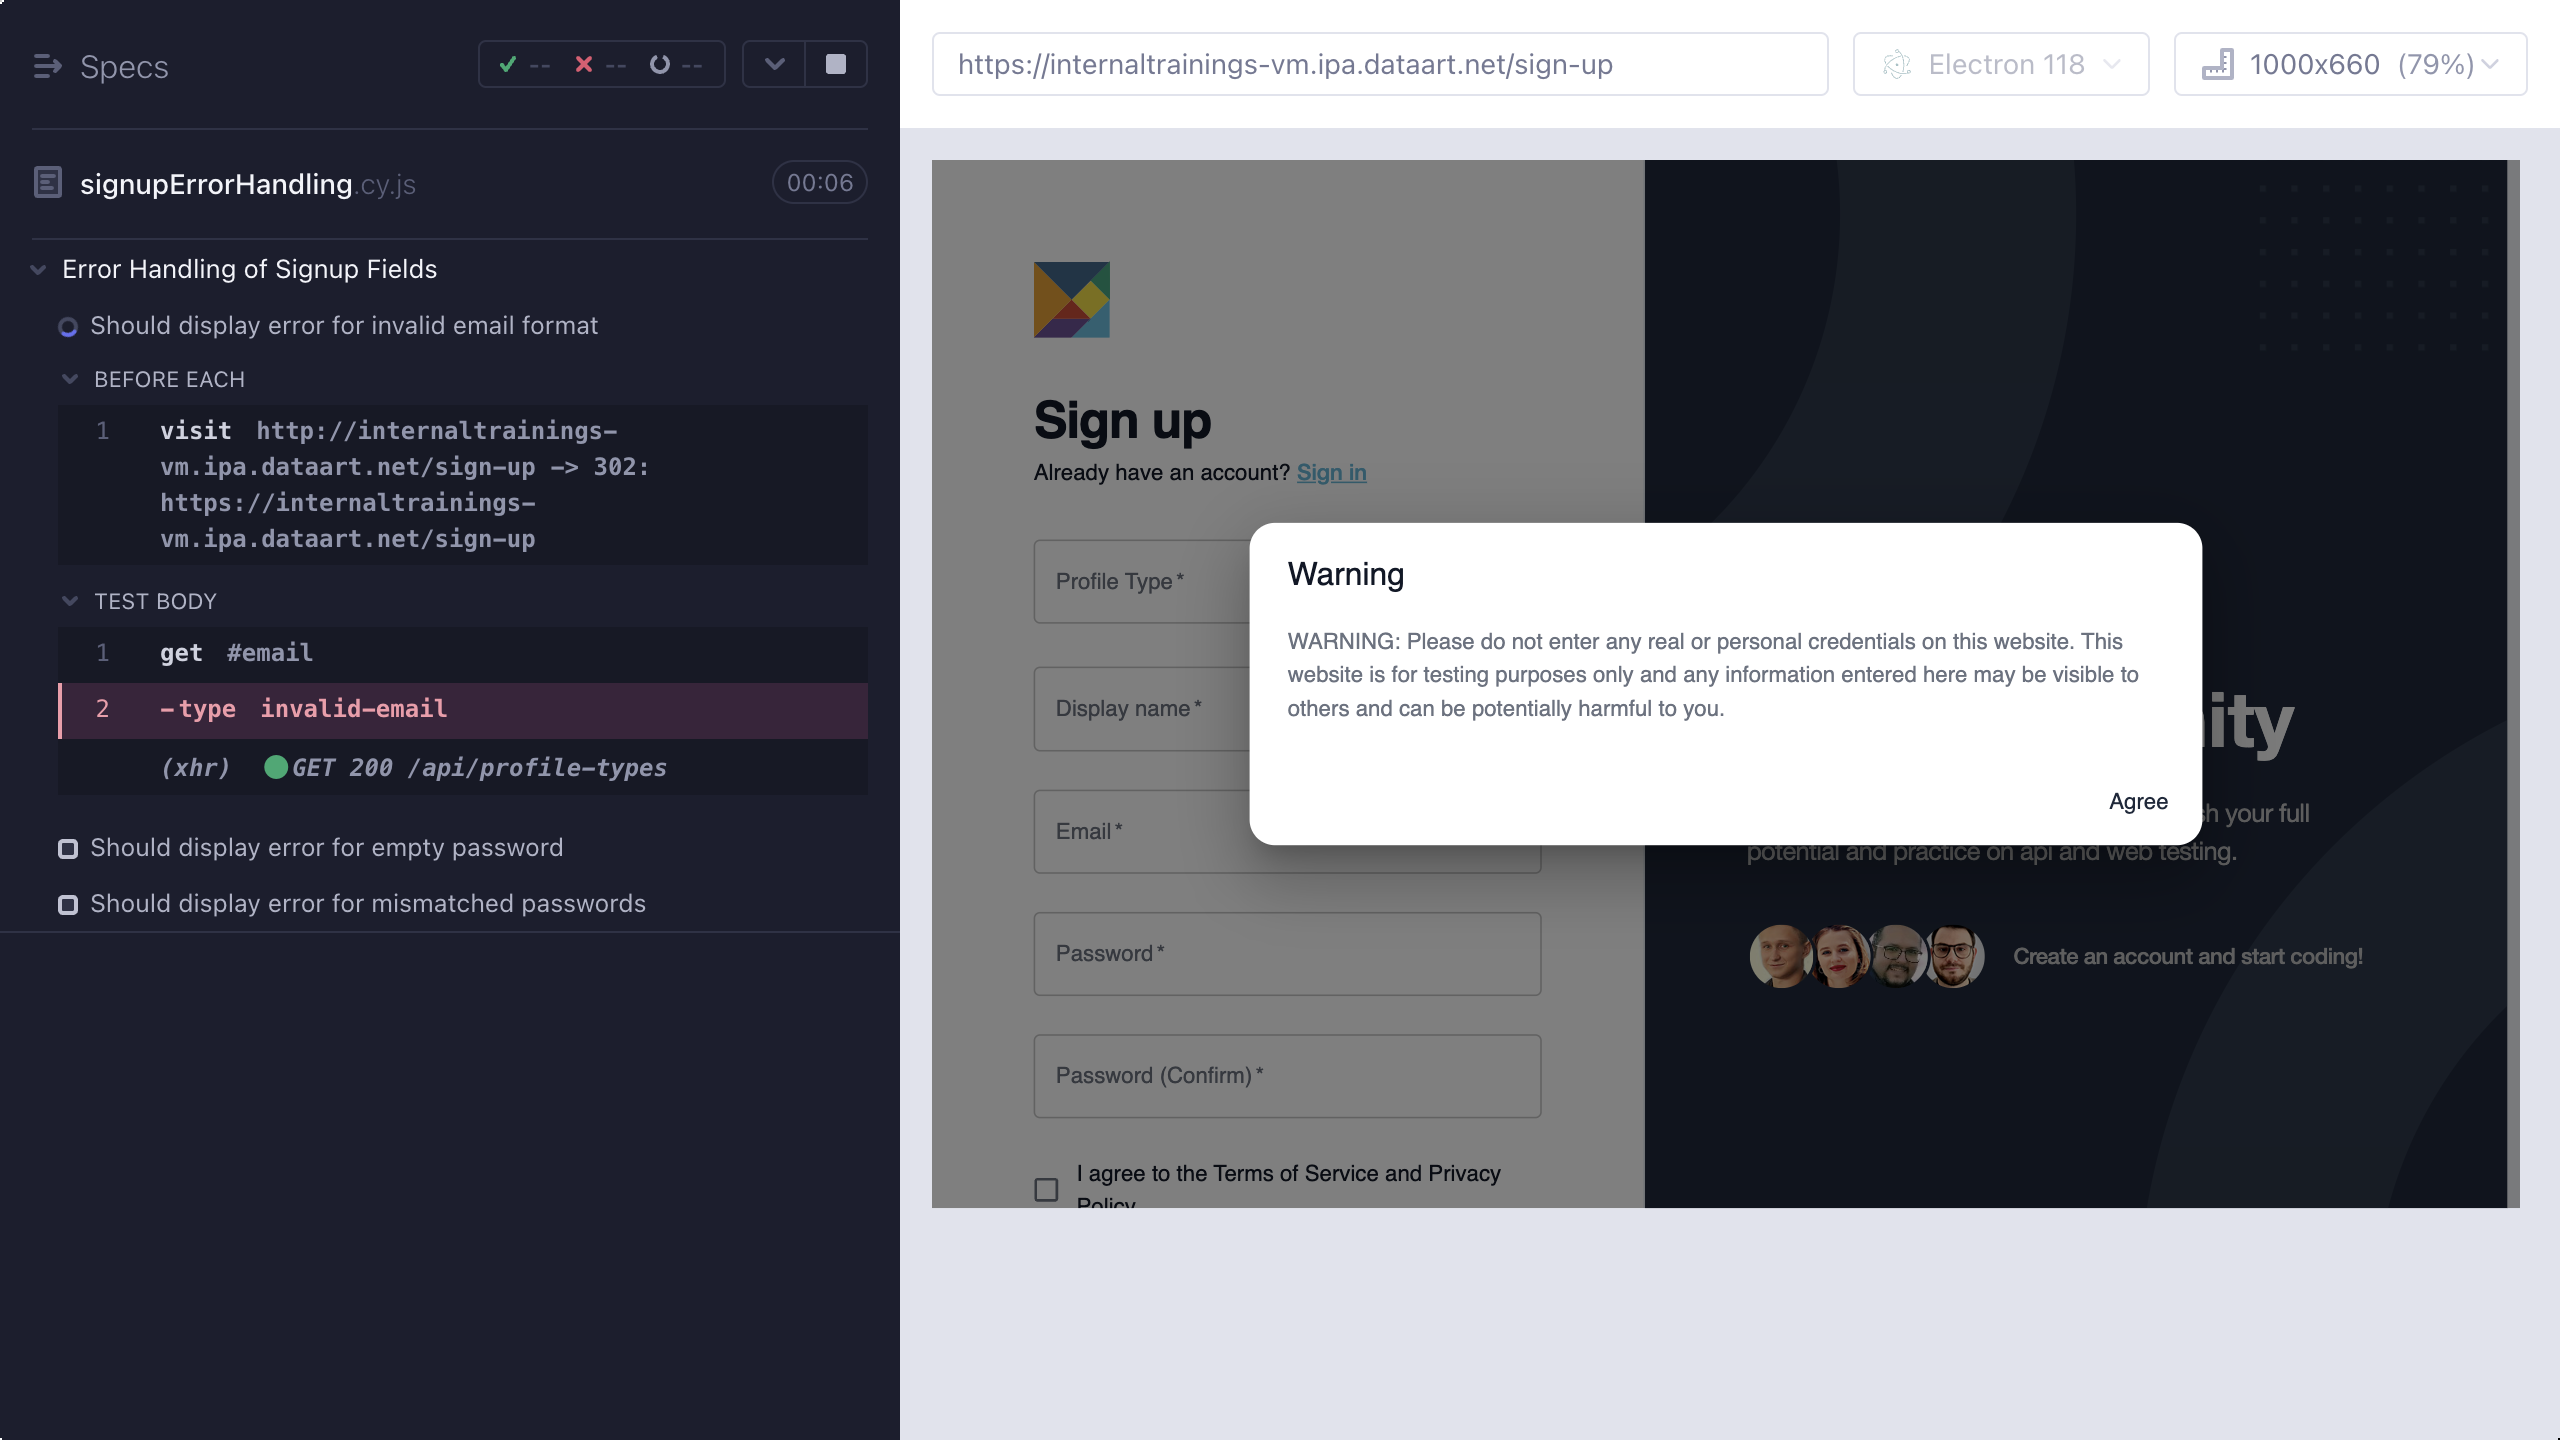 Specs
-- -- --
signupErrorHandling.cy.js
00:06
Error Handling of Signup Fields
Should display error for invalid email format
BEFORE EACH
1 visit http://internaltrainings-
vm.ipa.dataart.net/sign-up -> 302:
https://internaltrainings-
vm.ipa.dataart.net/sign-up
TEST BODY
1 get #email
2 -type invalid-email
(xhr) GET 200 /api/profile-types
Should display error for empty password
Should display error for mismatched passwords
https://internaltrainings-vm.ipa.dataart.net/sign-up
Electron 118
1000x660 (79%)
Sign up
Already have an account? Sign in
Profile Type *
Display name *
Email *
Password *
Password (Confirm) *
I agree to the Terms of Service and Privacy
Policy
Warning
WARNING: Please do not enter any real or personal credentials on this website. This
website is for testing purposes only and any information entered here may be visible to
others and can be potentially harmful to you.
Agree
ity
sh your full
potential and practice on api and web testing.
Create an account and start coding!